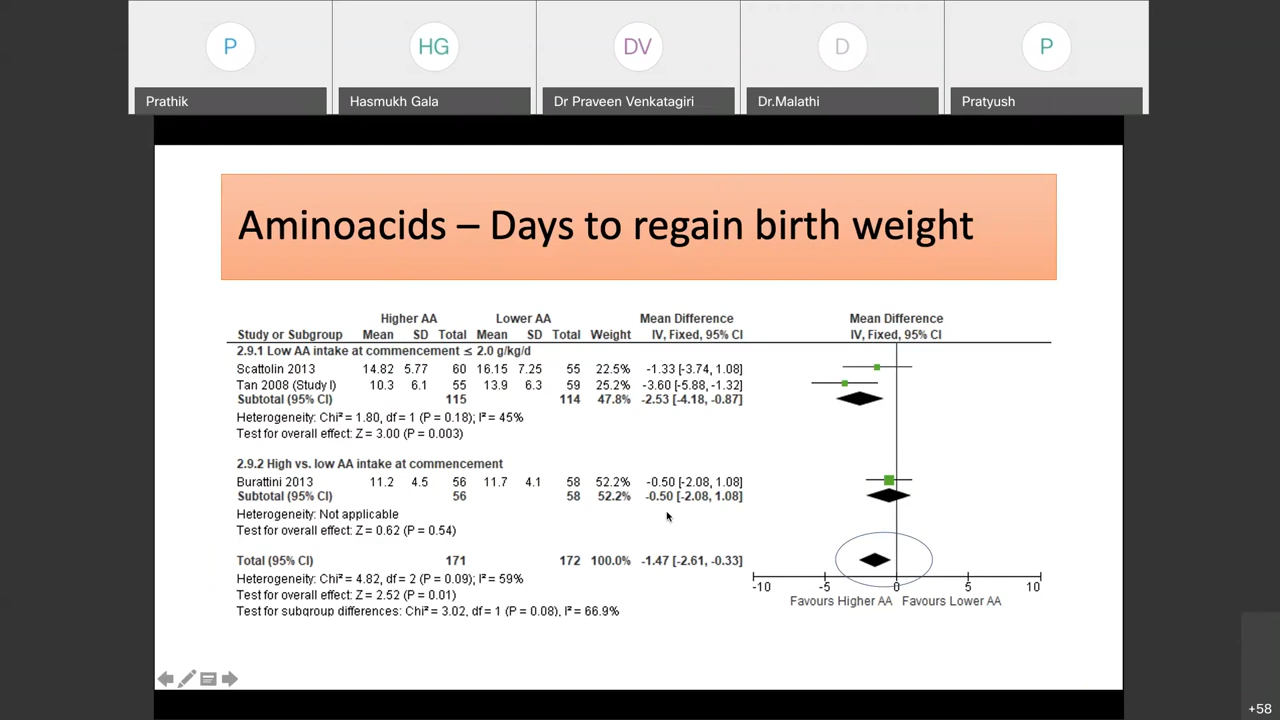 P HG DV D P
Prathik Hasmukh Gala Dr Praveen Venkatagiri Dr.Malathi Pratyush
Aminoacids – Days to regain birth weight
Higher AA Lower AA Mean Difference Mean Difference
Study or Subgroup Mean SD Total Mean SD Total Weight IV, Fixed, 95% CI IV, Fixed, 95% CI
2.9.1 Low AA intake at commencement ≤ 2.0 g/kg/d
Scattolin 2013 14.82 5.77 60 16.15 7.25 55 22.5% -1.33 [-3.74, 1.08]
Tan 2008 (Study I) 10.3 6.1 55 13.9 6.3 59 25.2% -3.60 [-5.88, -1.32]
Subtotal (95% CI) 115 114 47.8% -2.53 [-4.18, -0.87]
Heterogeneity: Chi² = 1.80, df = 1 (P = 0.18); I² = 45%
Test for overall effect: Z = 3.00 (P = 0.003)
2.9.2 High vs. low AA intake at commencement
Burattini 2013 11.2 4.5 56 11.7 4.1 58 52.2% -0.50 [-2.08, 1.08]
Subtotal (95% CI) 56 58 52.2% -0.50 [-2.08, 1.08]
Heterogeneity: Not applicable
Test for overall effect: Z = 0.62 (P = 0.54)
Total (95% CI) 171 172 100.0% -1.47 [-2.61, -0.33]
Heterogeneity: Chi² = 4.82, df = 2 (P = 0.09); I² = 59%
Test for overall effect: Z = 2.52 (P = 0.01)
Test for subgroup differences: Chi² = 3.02, df = 1 (P = 0.08), I² = 66.9%
-10 -5 0 5 10
Favours Higher AA Favours Lower AA
+58